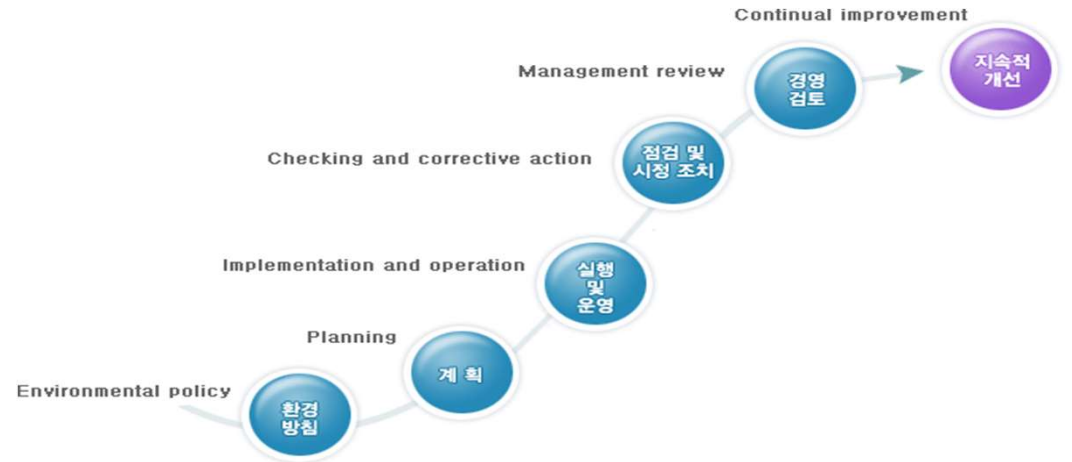 Continual improvement
지속적
개선
Management review
경영
검토
Checking and corrective action
점검 및
시정 조치
Implementation and operation
실행
및
운영
Planning
계 획
Environmental policy
환경
방침